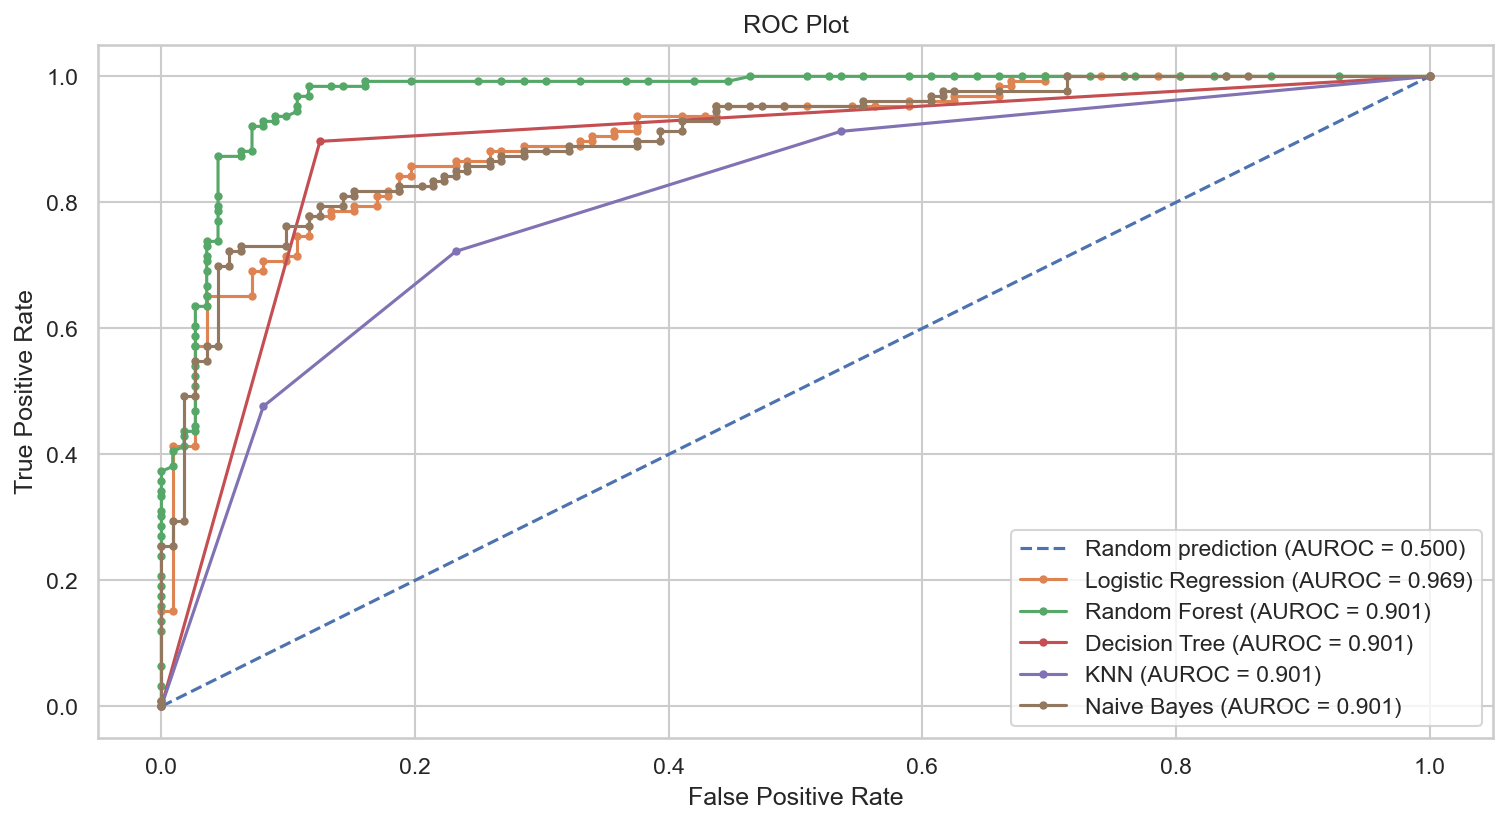 ROC Plot
1.0
0.8
0.6
0.4
0.2
0.0
True Positive Rate
Random prediction (AUROC = 0.500)
Logistic Regression (AUROC = 0.969)
Random Forest (AUROC = 0.901)
Decision Tree (AUROC = 0.901)
KNN (AUROC = 0.901)
Naive Bayes (AUROC = 0.901)
0.0 0.2 0.4 0.6 0.8 1.0
False Positive Rate